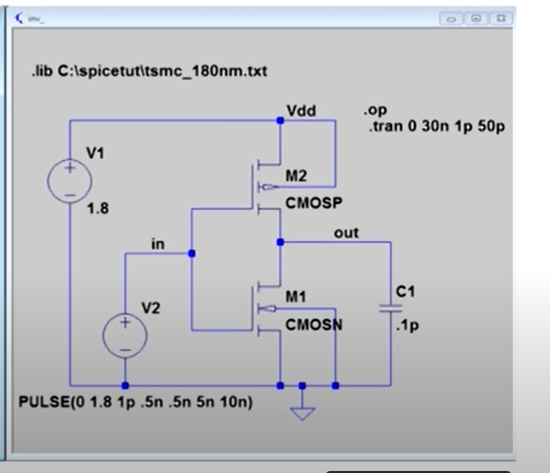 inv_
.lib C:\spicetut\tsmc_180nm.txt
Vdd
.op
.tran 0 30n 1p 50p
V1
M2
1.8
CMOSP
in
out
V2
M1
C1
CMOSN
.1p
PULSE(0 1.8 1p .5n .5n 5n 10n)